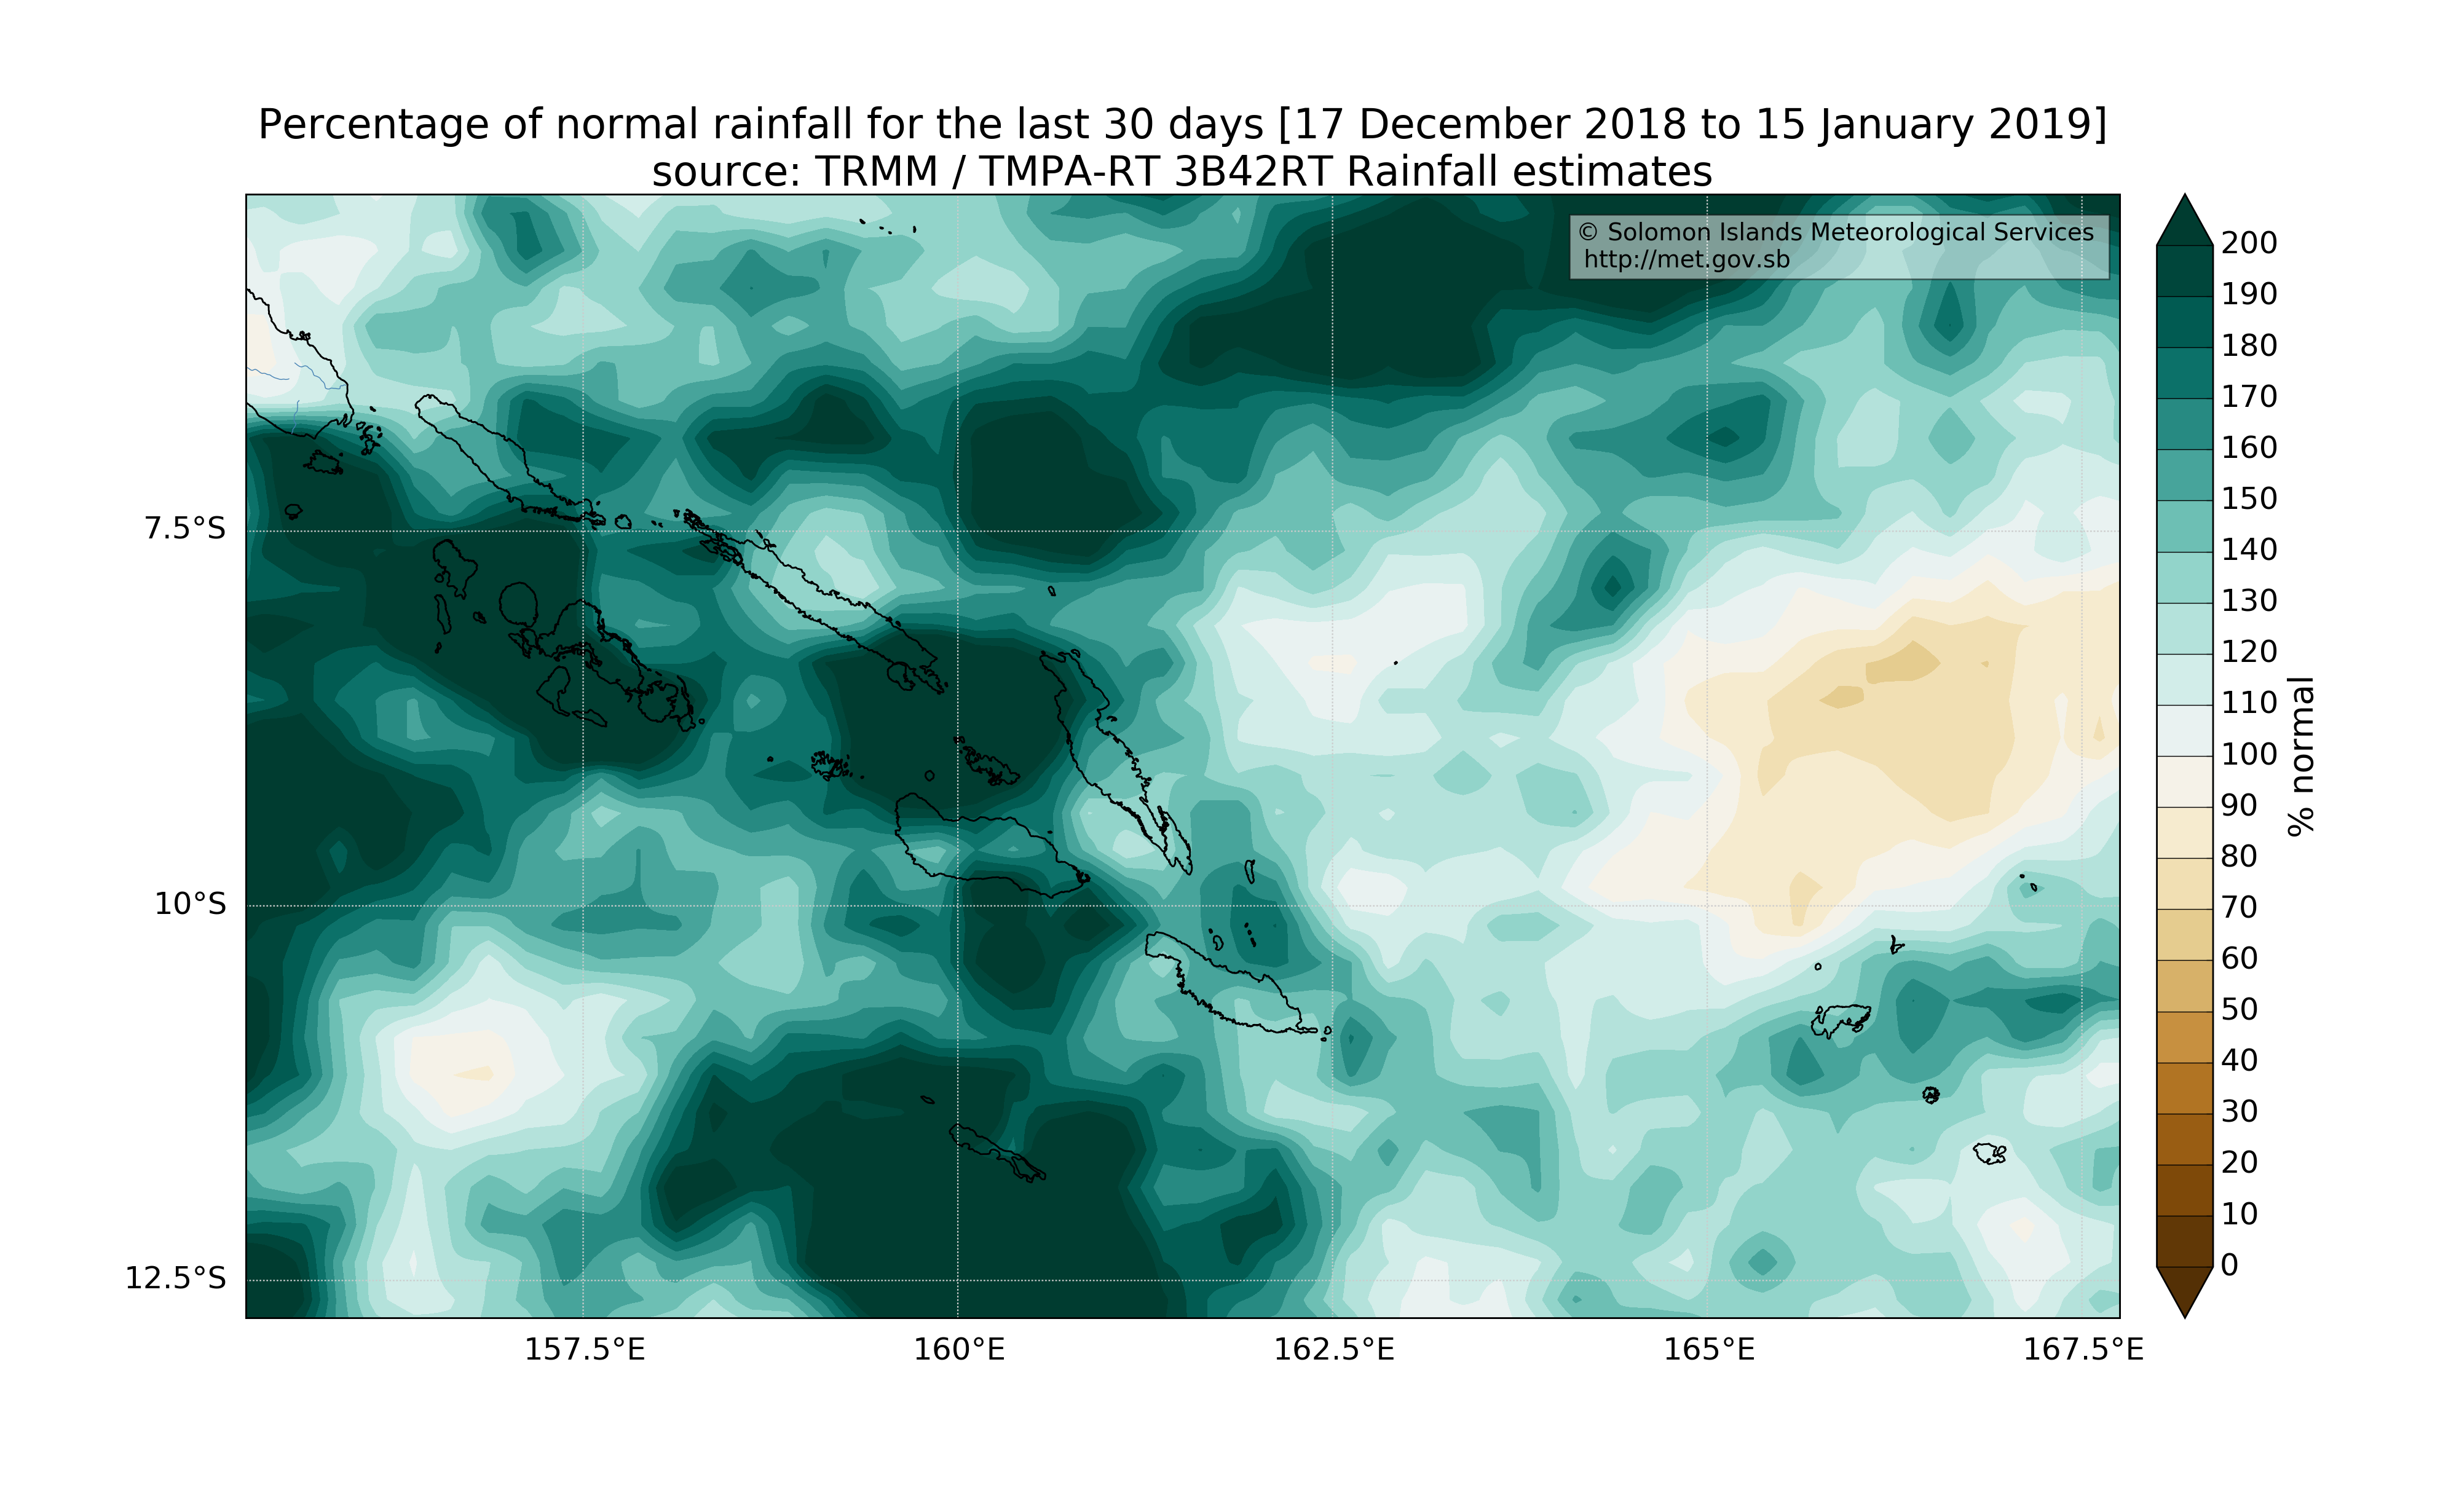 Percentage of normal rainfall for the last 30 days [17 December 2018 to 15 January 2019]
source: TRMM / TMPA-RT 3B42RT Rainfall estimates
© Solomon Islands Meteorological Services
http://met.gov.sb
7.5°S
10°S
12.5°S
157.5°E
160°E
162.5°E
165°E
167.5°E
200
190
180
170
160
150
140
130
120
110
100
90
80
70
60
50
40
30
20
10
0
% normal